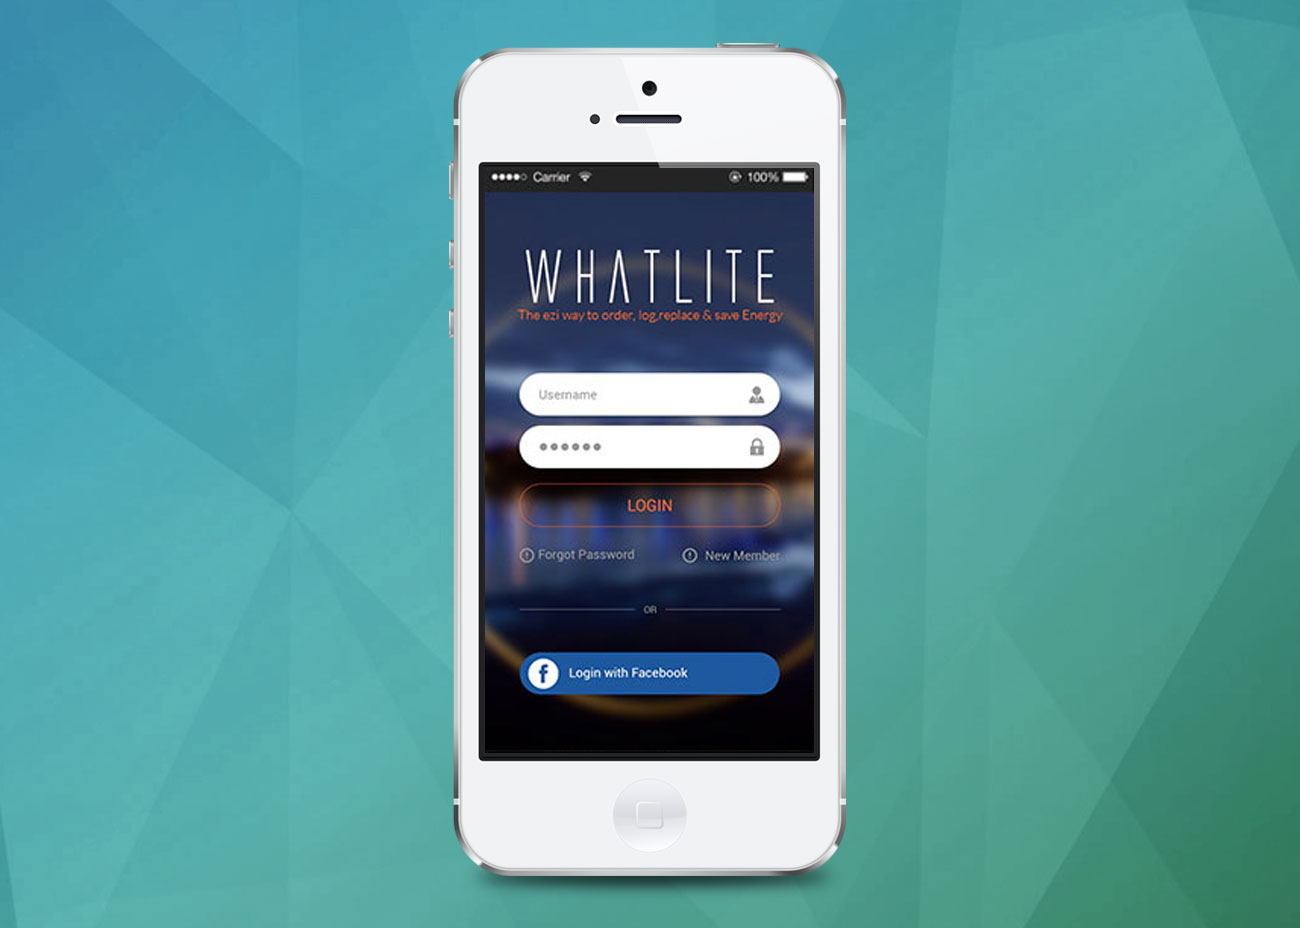 Carrier 100%
WHATLITE
The ezi way to order, log,replace & save Energy
Username
LOGIN
Forgot Password New Member
OR
f Login with Facebook